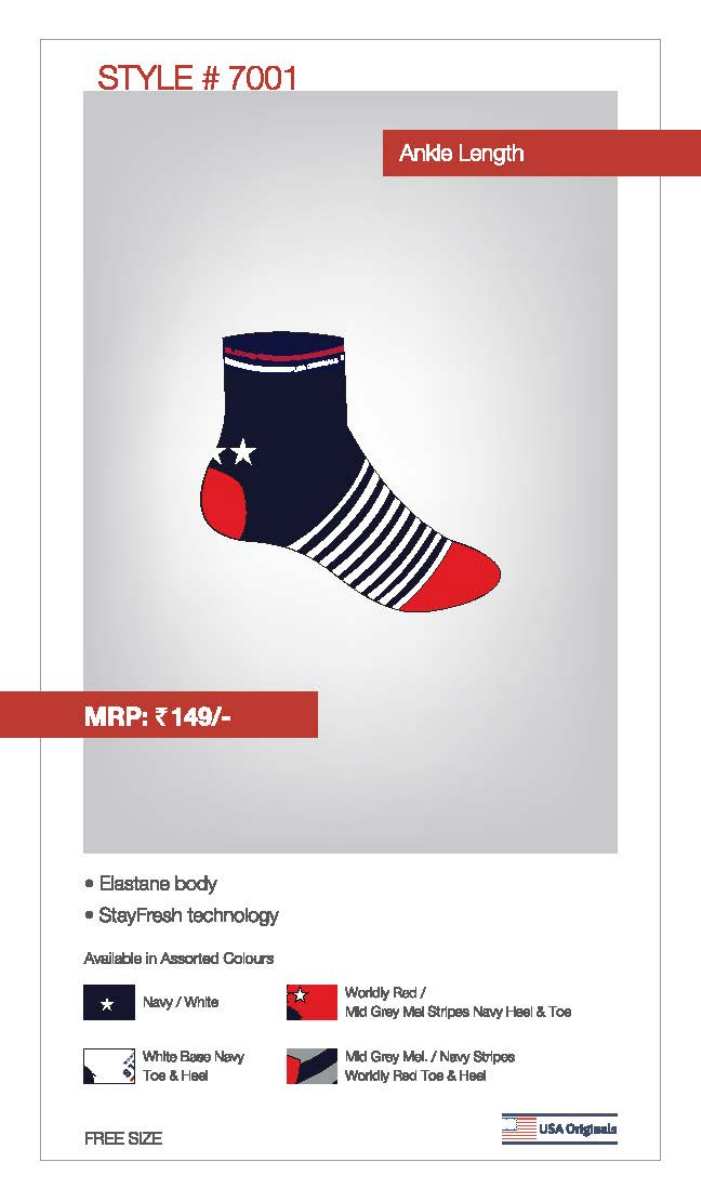 STYLE # 7001
Ankle Length
MRP: ₹ 149/-
• Elastane body
• StayFresh technology
Available in Assorted Colours
Navy / White
Worldly Red /
Mid Grey Mel Stripes Navy Heel & Toe
White Base Navy
Toe & Heel
Mid Grey Mel. / Navy Stripes
Worldly Red Toe & Heel
FREE SIZE
USA Originals